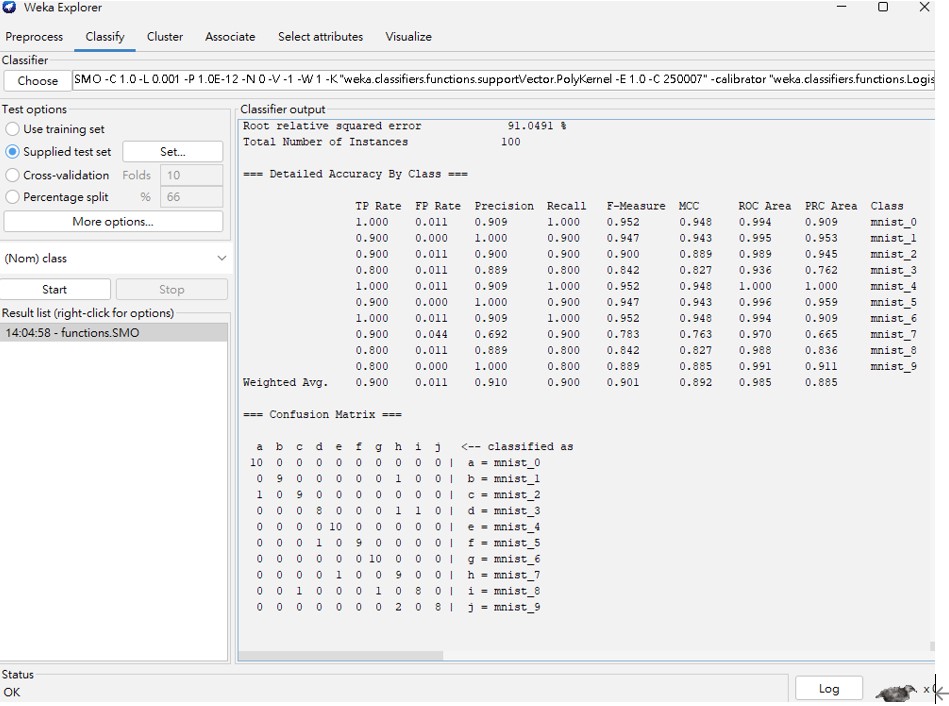 Weka Explorer
Preprocess Classify Cluster Associate Select attributes Visualize
Classifier
Choose SMO -C 1.0 -L 0.001 -P 1.0E-12 -N 0 -V -1 -W 1 -K "weka.classifiers.functions.supportVector.PolyKernel -E 1.0 -C 250007" -calibrator "weka.classifiers.functions.Logis
Test options
Use training set
Supplied test set Set...
Cross-validation Folds 10
Percentage split % 66
More options...
(Nom) class
Start Stop
Result list (right-click for options)
14:04:58 - functions.SMO
Classifier output
Root relative squared error 91.0491 %
Total Number of Instances 100
=== Detailed Accuracy By Class ===
TP Rate FP Rate Precision Recall F-Measure MCC ROC Area PRC Area Class
1.000 0.011 0.909 1.000 0.952 0.948 0.994 0.909 mnist_0
0.900 0.000 1.000 0.900 0.947 0.943 0.995 0.953 mnist_1
0.900 0.011 0.900 0.900 0.900 0.889 0.989 0.945 mnist_2
0.800 0.011 0.889 0.800 0.842 0.827 0.936 0.762 mnist_3
1.000 0.011 0.909 1.000 0.952 0.948 1.000 1.000 mnist_4
0.900 0.000 1.000 0.900 0.947 0.943 0.996 0.959 mnist_5
1.000 0.011 0.909 1.000 0.952 0.948 0.994 0.909 mnist_6
0.900 0.044 0.692 0.900 0.783 0.763 0.970 0.665 mnist_7
0.800 0.011 0.889 0.800 0.842 0.827 0.988 0.836 mnist_8
0.800 0.000 1.000 0.800 0.889 0.885 0.991 0.911 mnist_9
Weighted Avg. 0.900 0.011 0.910 0.900 0.901 0.892 0.985 0.885
=== Confusion Matrix ===
a b c d e f g h i j <-- classified as
10 0 0 0 0 0 0 0 0 0 | a = mnist_0
0 9 0 0 0 0 0 1 0 0 | b = mnist_1
1 0 9 0 0 0 0 0 0 0 | c = mnist_2
0 0 0 8 0 0 0 1 1 0 | d = mnist_3
0 0 0 0 10 0 0 0 0 0 | e = mnist_4
0 0 0 1 0 9 0 0 0 0 | f = mnist_5
0 0 0 0 0 0 10 0 0 0 | g = mnist_6
0 0 0 0 1 0 0 9 0 0 | h = mnist_7
0 0 1 0 0 0 1 0 8 0 | i = mnist_8
0 0 0 0 0 0 0 2 0 8 | j = mnist_9
Status
OK
Log x